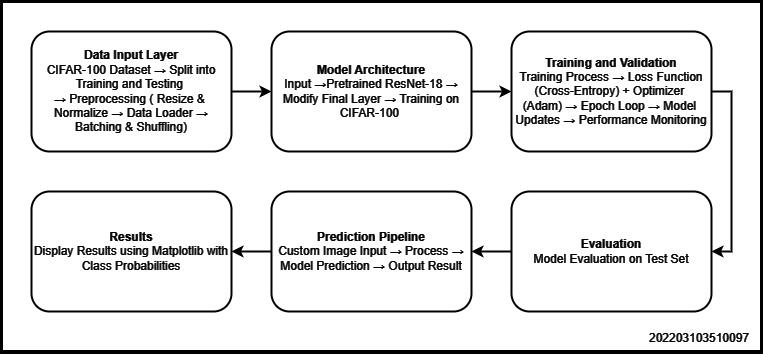 Data Input Layer
CIFAR-100 Dataset → Split into
Training and Testing
→ Preprocessing ( Resize &
Normalize → Data Loader →
Batching & Shuffling)
Model Architecture
Input →Pretrained ResNet-18 →
Modify Final Layer → Training on
CIFAR-100
Training and Validation
Training Process → Loss Function
(Cross-Entropy) + Optimizer
(Adam) → Epoch Loop → Model
Updates → Performance Monitoring
Evaluation
Model Evaluation on Test Set
Prediction Pipeline
Custom Image Input → Process →
Model Prediction → Output Result
Results
Display Results using Matplotlib with
Class Probabilities
202203103510097